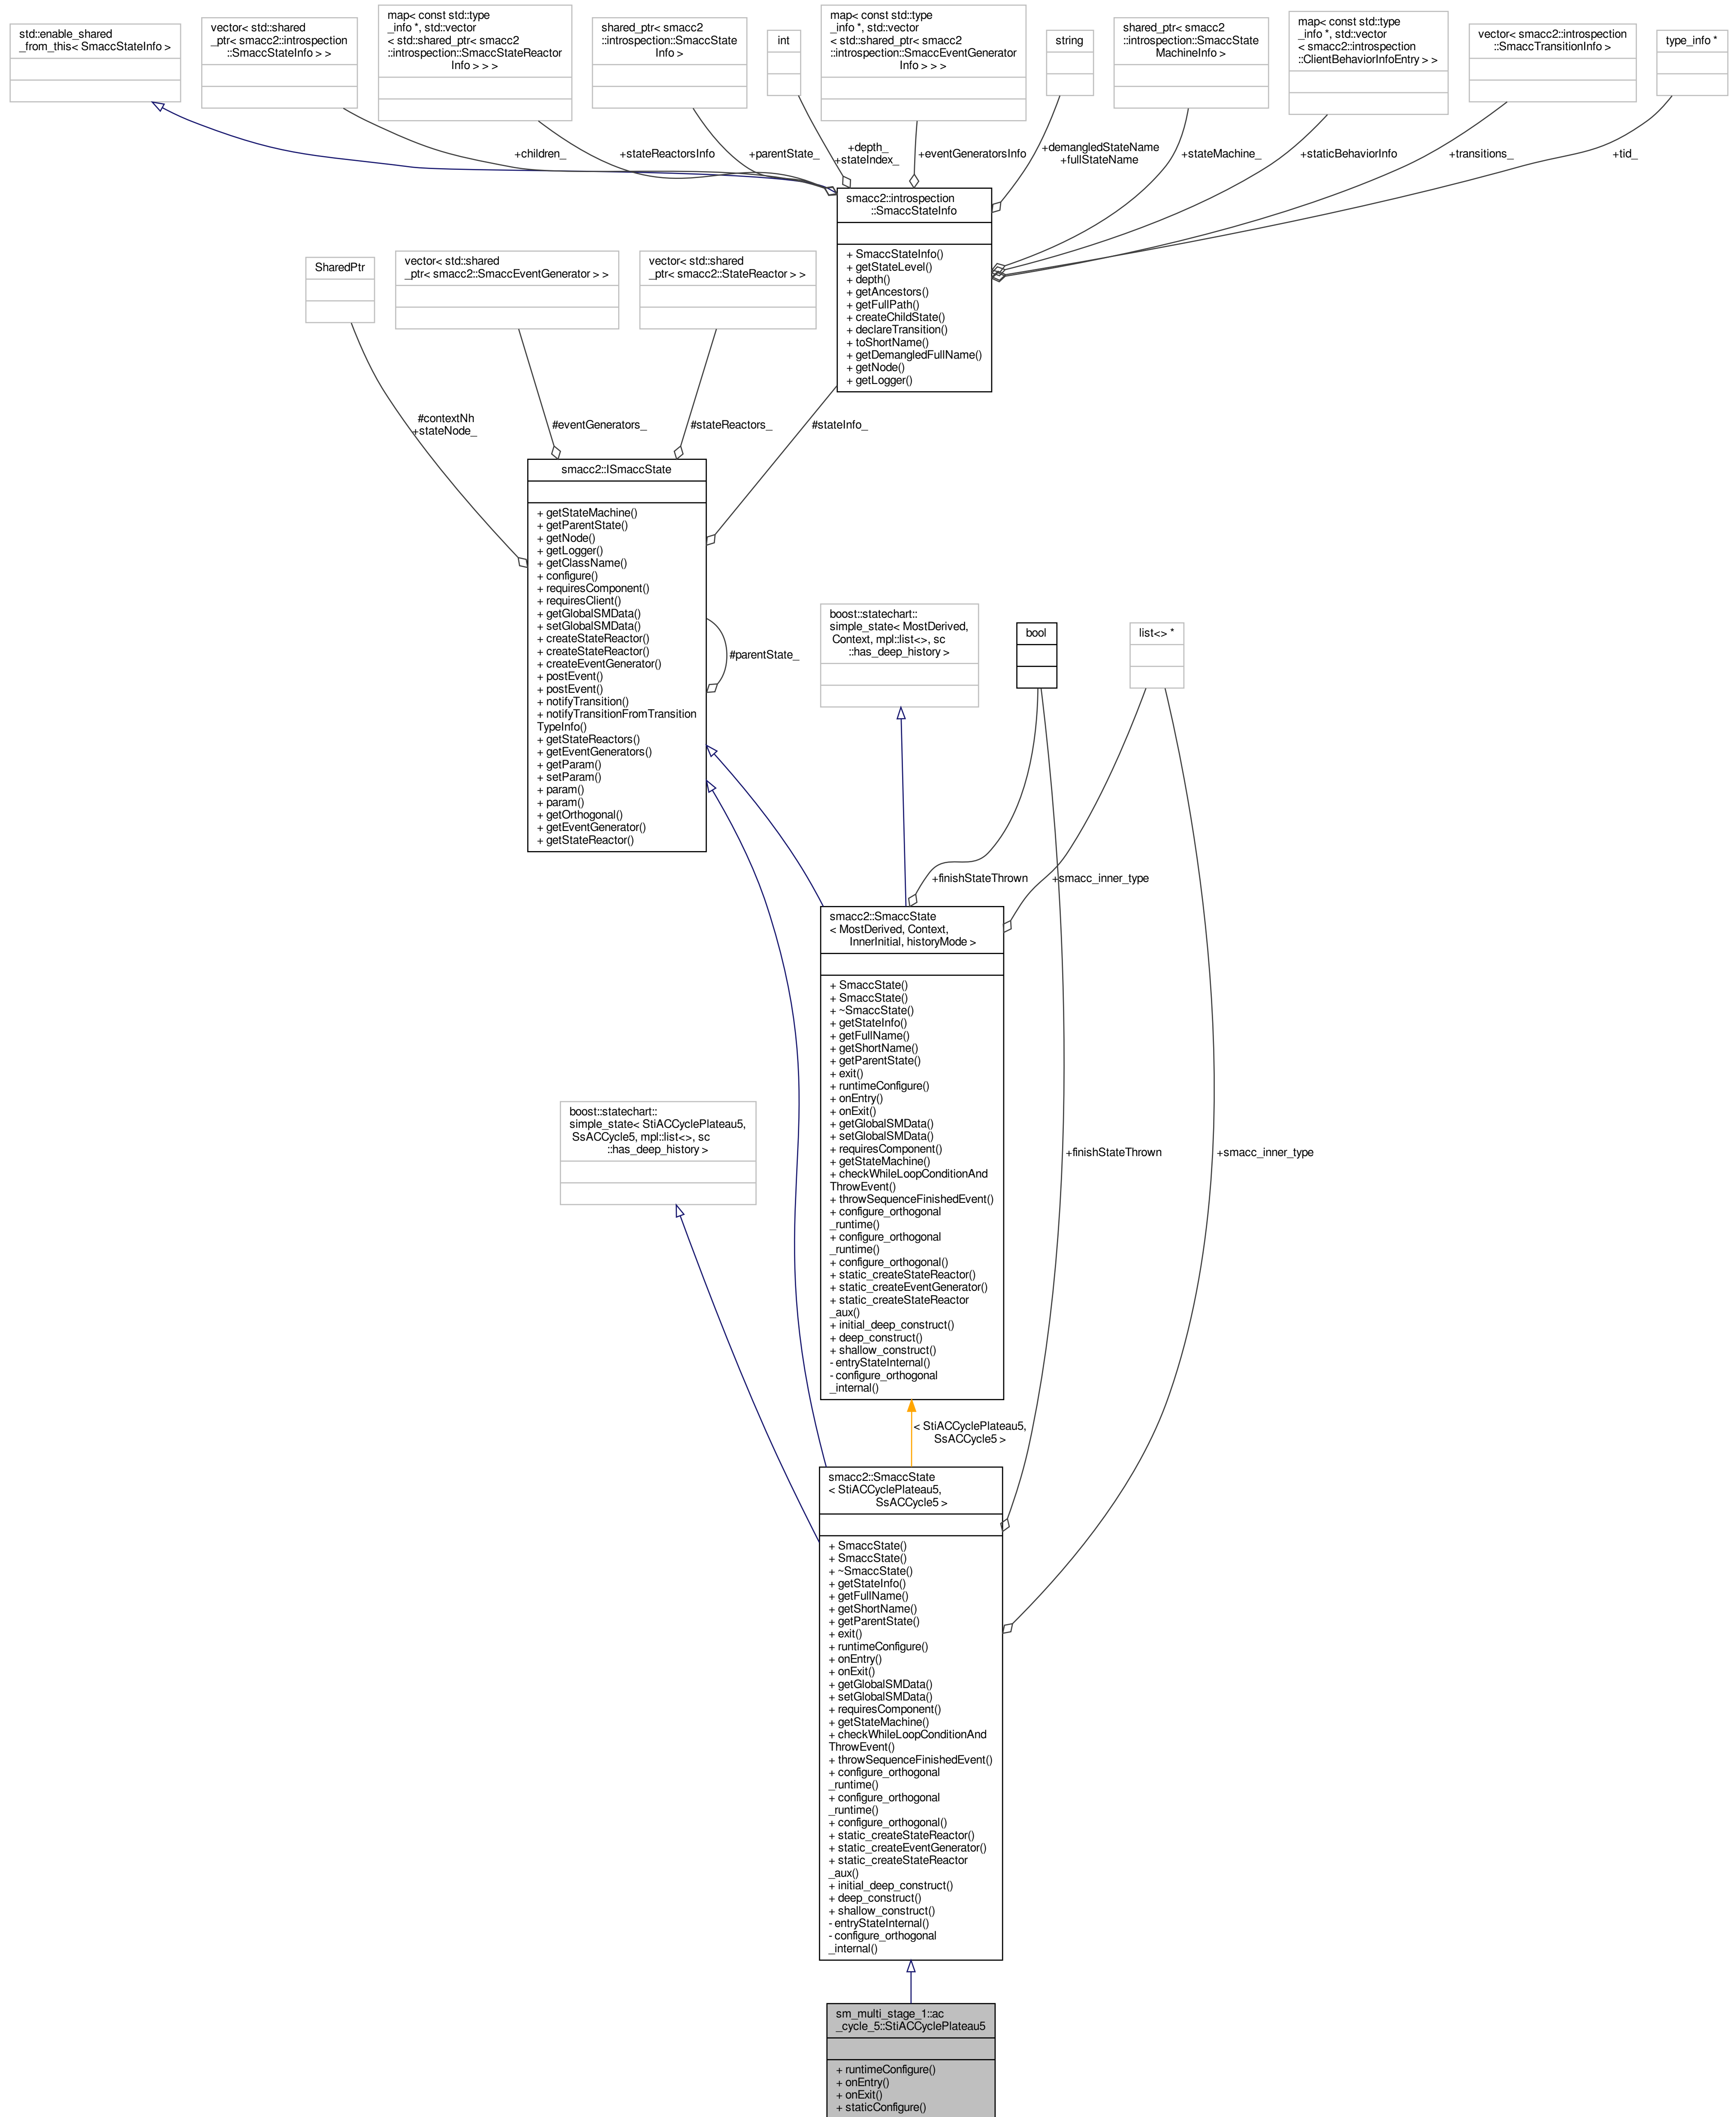 std::enable_shared
_from_this< SmaccStateInfo >
vector< std::shared
_ptr< smacc2::introspection
::SmaccStateInfo > >
map< const std::type
_info *, std::vector
< std::shared_ptr< smacc2
::introspection::SmaccStateReactor
Info > > >
shared_ptr< smacc2
::introspection::SmaccState
Info >
int
map< const std::type
_info *, std::vector
< std::shared_ptr< smacc2
::introspection::SmaccEventGenerator
Info > > >
string
shared_ptr< smacc2
::introspection::SmaccState
MachineInfo >
map< const std::type
_info *, std::vector
< smacc2::introspection
::ClientBehaviorInfoEntry > >
vector< smacc2::introspection
::SmaccTransitionInfo >
type_info *
+children_
+stateReactorsInfo
+parentState_
+depth_
+stateIndex_
+eventGeneratorsInfo
+demangledStateName
+fullStateName
+stateMachine_
+staticBehaviorInfo
+transitions_
+tid_
smacc2::introspection
::SmaccStateInfo
+ SmaccStateInfo()
+ getStateLevel()
+ depth()
+ getAncestors()
+ getFullPath()
+ createChildState()
+ declareTransition()
+ toShortName()
+ getDemangledFullName()
+ getNode()
+ getLogger()
SharedPtr
vector< std::shared
_ptr< smacc2::SmaccEventGenerator > >
vector< std::shared
_ptr< smacc2::StateReactor > >
#contextNh
+stateNode_
#eventGenerators_
#stateReactors_
#stateInfo_
smacc2::ISmaccState
+ getStateMachine()
+ getParentState()
+ getNode()
+ getLogger()
+ getClassName()
+ configure()
+ requiresComponent()
+ requiresClient()
+ getGlobalSMData()
+ setGlobalSMData()
+ createStateReactor()
+ createStateReactor()
+ createEventGenerator()
+ postEvent()
+ postEvent()
+ notifyTransition()
+ notifyTransitionFromTransition
TypeInfo()
+ getStateReactors()
+ getEventGenerators()
+ getParam()
+ setParam()
+ param()
+ param()
+ getOrthogonal()
+ getEventGenerator()
+ getStateReactor()
#parentState_
boost::statechart::
simple_state< MostDerived,
Context, mpl::list<>, sc
::has_deep_history >
bool
list<> *
+finishStateThrown
+smacc_inner_type
smacc2::SmaccState
< MostDerived, Context,
InnerInitial, historyMode >
+ SmaccState()
+ SmaccState()
+ ~SmaccState()
+ getStateInfo()
+ getFullName()
+ getShortName()
+ getParentState()
+ exit()
+ runtimeConfigure()
+ onEntry()
+ onExit()
+ getGlobalSMData()
+ setGlobalSMData()
+ requiresComponent()
+ getStateMachine()
+ checkWhileLoopConditionAnd
ThrowEvent()
+ throwSequenceFinishedEvent()
+ configure_orthogonal
_runtime()
+ configure_orthogonal
_runtime()
+ configure_orthogonal()
+ static_createStateReactor()
+ static_createEventGenerator()
+ static_createStateReactor
_aux()
+ initial_deep_construct()
+ deep_construct()
+ shallow_construct()
- entryStateInternal()
- configure_orthogonal
_internal()
boost::statechart::
simple_state< StiACCyclePlateau5,
SsACCycle5, mpl::list<>, sc
::has_deep_history >
+finishStateThrown
+smacc_inner_type
< StiACCyclePlateau5,
SsACCycle5 >
smacc2::SmaccState
< StiACCyclePlateau5,
SsACCycle5 >
+ SmaccState()
+ SmaccState()
+ ~SmaccState()
+ getStateInfo()
+ getFullName()
+ getShortName()
+ getParentState()
+ exit()
+ runtimeConfigure()
+ onEntry()
+ onExit()
+ getGlobalSMData()
+ setGlobalSMData()
+ requiresComponent()
+ getStateMachine()
+ checkWhileLoopConditionAnd
ThrowEvent()
+ throwSequenceFinishedEvent()
+ configure_orthogonal
_runtime()
+ configure_orthogonal
_runtime()
+ configure_orthogonal()
+ static_createStateReactor()
+ static_createEventGenerator()
+ static_createStateReactor
_aux()
+ initial_deep_construct()
+ deep_construct()
+ shallow_construct()
- entryStateInternal()
- configure_orthogonal
_internal()
sm_multi_stage_1::ac
_cycle_5::StiACCyclePlateau5
+ runtimeConfigure()
+ onEntry()
+ onExit()
+ staticConfigure()